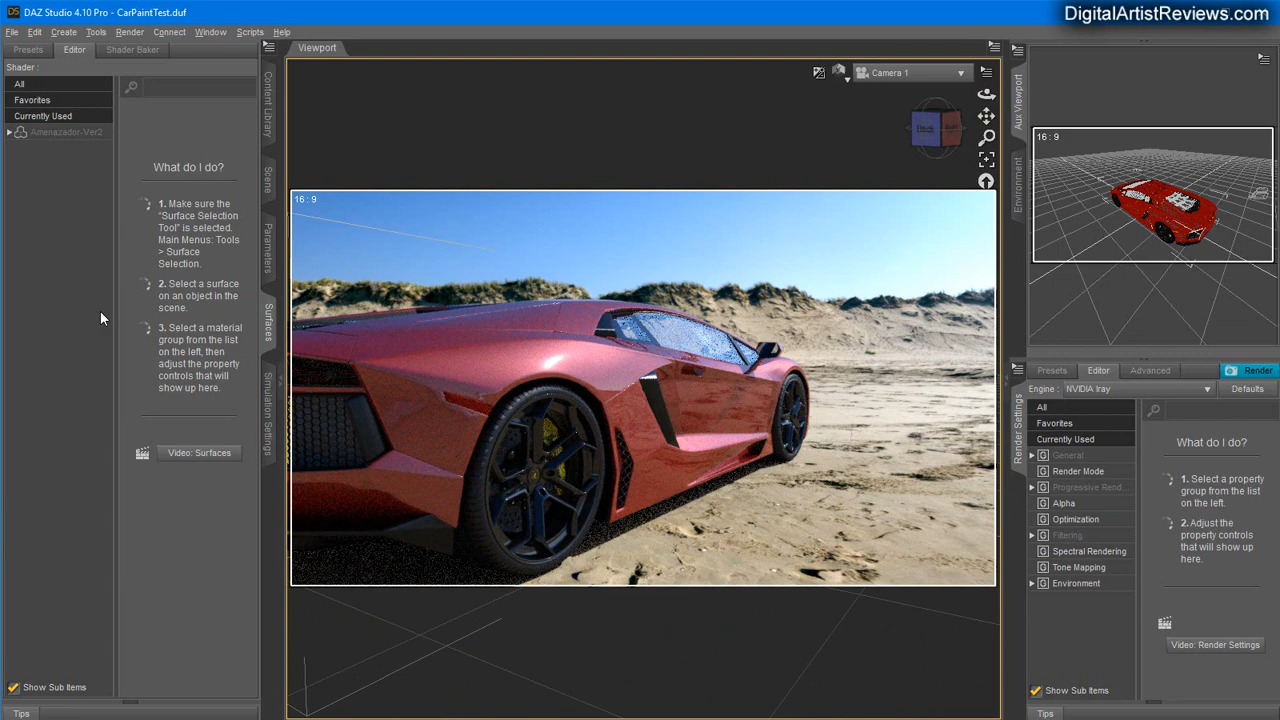 DAZ Studio 4.10 Pro - CarPaintTest.duf
DigitalArtistReviews.com
File Edit Create Tools Render Connect Window Scripts Help
Presets Editor Shader Baker
Shader :
All
Favorites
Currently Used
Amenazador-Ver2
What do I do?
1. Make sure the
"Surface Selection
Tool" is selected.
Main Menus: Tools
> Surface
Selection.
2. Select a surface
on an object in the
scene.
3. Select a material
group from the list
on the left, then
adjust the property
controls that will
show up here.
Video: Surfaces
Show Sub Items
Tips
Content Library
Scene
Parameters
Surfaces
Simulation Settings
Viewport
Camera 1
16 : 9
Aux Viewport
Environment
16 : 9
Render Settings
Presets Editor Advanced Render
Engine : NVIDIA Iray Defaults
All
Favorites
Currently Used
General
Render Mode
Progressive Rend...
Alpha
Optimization
Filtering
Spectral Rendering
Tone Mapping
Environment
What do I do?
1. Select a property
group from the list
on the left.
2. Adjust the
property controls
that will show up
here.
Video: Render Settings
Show Sub Items
Tips